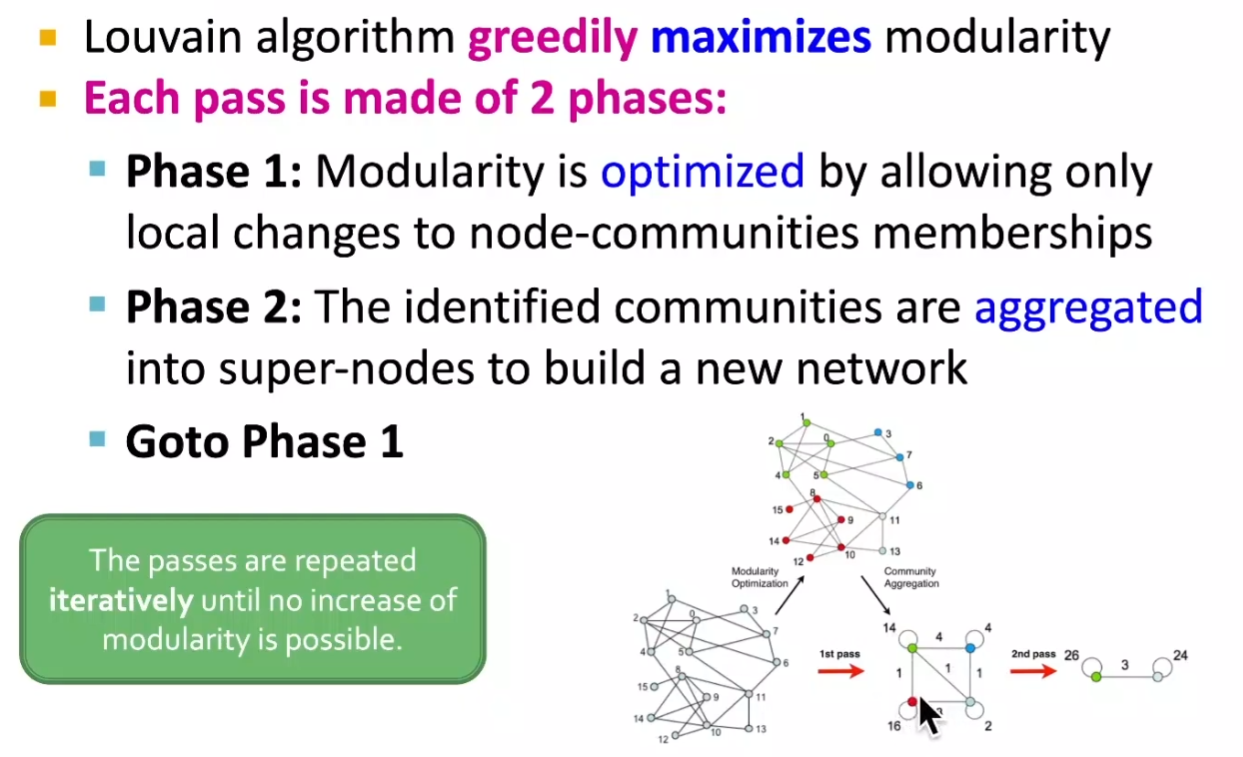 Louvain algorithm greedily maximizes modularity
Each pass is made of 2 phases:
Phase 1: Modularity is optimized by allowing only
local changes to node-communities memberships
Phase 2: The identified communities are aggregated
into super-nodes to build a new network
Goto Phase 1
The passes are repeated
iteratively until no increase of
modularity is possible.
1
2
0
3
7
4
5
6
8
15
9
11
14
10
13
12
Modularity
Optimization
Community
Aggregation
1
2
0
3
7
4
5
6
8
15
9
11
14
10
13
12
1st pass
14
4
4
1
1
1
16
2
2nd pass
26
3
24